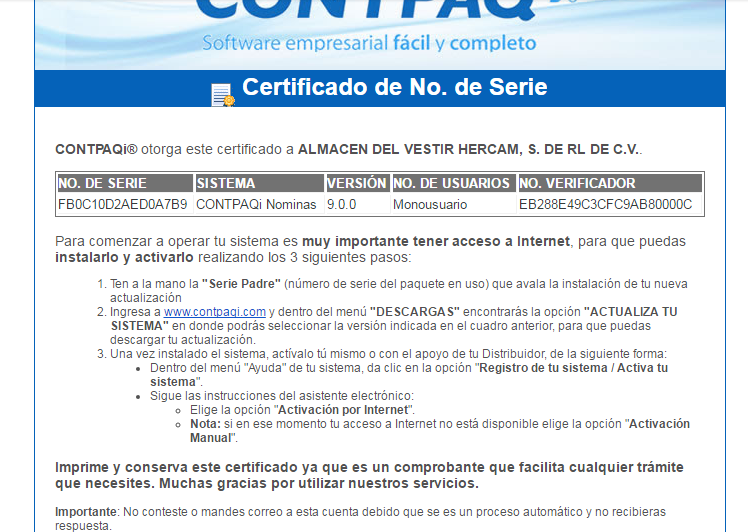 CONTPAQ
Software empresarial fácil y completo
Certificado de No. de Serie
CONTPAQi® otorga este certificado a ALMACEN DEL VESTIR HERCAM, S. DE RL DE C.V..
NO. DE SERIE SISTEMA VERSIÓN NO. DE USUARIOS NO. VERIFICADOR
FB0C10D2AED0A7B9 CONTPAQi Nominas 9.0.0 Monousuario EB288E49C3CFC9AB80000C
Para comenzar a operar tu sistema es muy importante tener acceso a Internet, para que puedas
instalarlo y activarlo realizando los 3 siguientes pasos:
1. Ten a la mano la "Serie Padre" (número de serie del paquete en uso) que avala la instalación de tu nueva
actualización
2. Ingresa a www.contpaqi.com y dentro del menú "DESCARGAS" encontrarás la opción "ACTUALIZA TU
SISTEMA" en donde podrás seleccionar la versión indicada en el cuadro anterior, para que puedas
descargar tu actualización.
3. Una vez instalado el sistema, actívalo tú mismo o con el apoyo de tu Distribuidor, de la siguiente forma:
• Dentro del menú "Ayuda" de tu sistema, da clic en la opción "Registro de tu sistema / Activa tu
sistema".
• Sigue las instrucciones del asistente electrónico:
◦ Elige la opción "Activación por Internet".
◦ Nota: si en ese momento tu acceso a Internet no está disponible elige la opción "Activación
Manual".
Imprime y conserva este certificado ya que es un comprobante que facilita cualquier trámite
que necesites. Muchas gracias por utilizar nuestros servicios.
Importante: No conteste o mandes correo a esta cuenta debido que se es un proceso automático y no recibieras
respuesta.